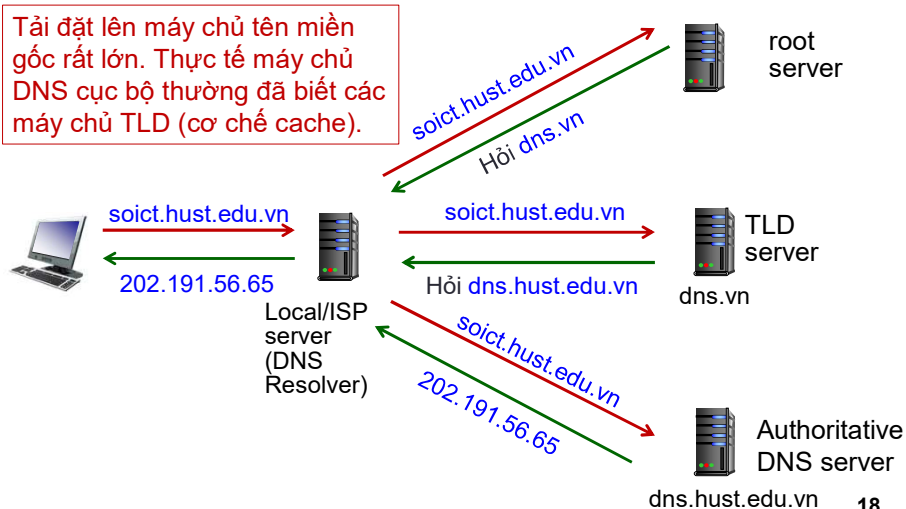 Tải đặt lên máy chủ tên miền
gốc rất lớn. Thực tế máy chủ
DNS cục bộ thường đã biết các
máy chủ TLD (cơ chế cache).
soict.hust.edu.vn
Hỏi dns.vn
root
server
soict.hust.edu.vn
202.191.56.65
Local/ISP
server
(DNS
Resolver)
soict.hust.edu.vn
Hỏi dns.hust.edu.vn
TLD
server
dns.vn
soict.hust.edu.vn
202.191.56.65
Authoritative
DNS server
dns.hust.edu.vn
18